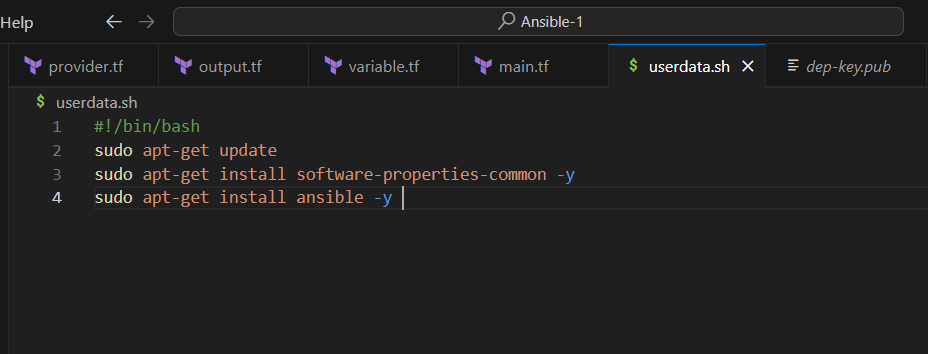 Help Ansible-1
provider.tf output.tf variable.tf main.tf userdata.sh dep-key.pub
$ userdata.sh
1 #!/bin/bash
2 sudo apt-get update
3 sudo apt-get install software-properties-common -y
4 sudo apt-get install ansible -y